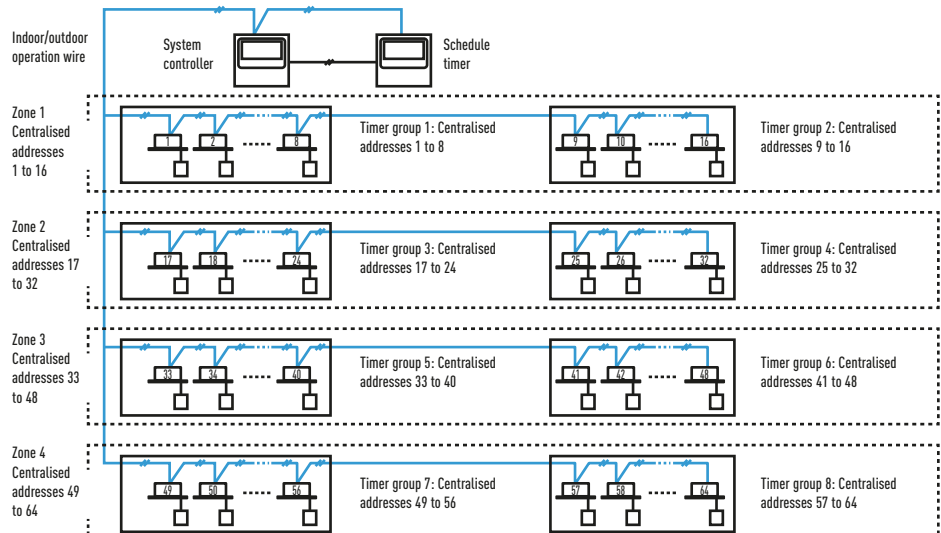 Indoor/outdoor
operation wire
System
controller
Schedule
timer
Zone 1
Centralised
addresses
1 to 16
1 2 8
Timer group 1: Centralised
addresses 1 to 8
9 10 16
Timer group 2: Centralised
addresses 9 to 16
Zone 2
Centralised
addresses 17
to 32
17 18 24
Timer group 3: Centralised
addresses 17 to 24
25 26 32
Timer group 4: Centralised
addresses 25 to 32
Zone 3
Centralised
addresses 33
to 48
33 34 40
Timer group 5: Centralised
addresses 33 to 40
41 42 48
Timer group 6: Centralised
addresses 41 to 48
Zone 4
Centralised
addresses 49
to 64
49 50 56
Timer group 7: Centralised
addresses 49 to 56
57 58 64
Timer group 8: Centralised
addresses 57 to 64